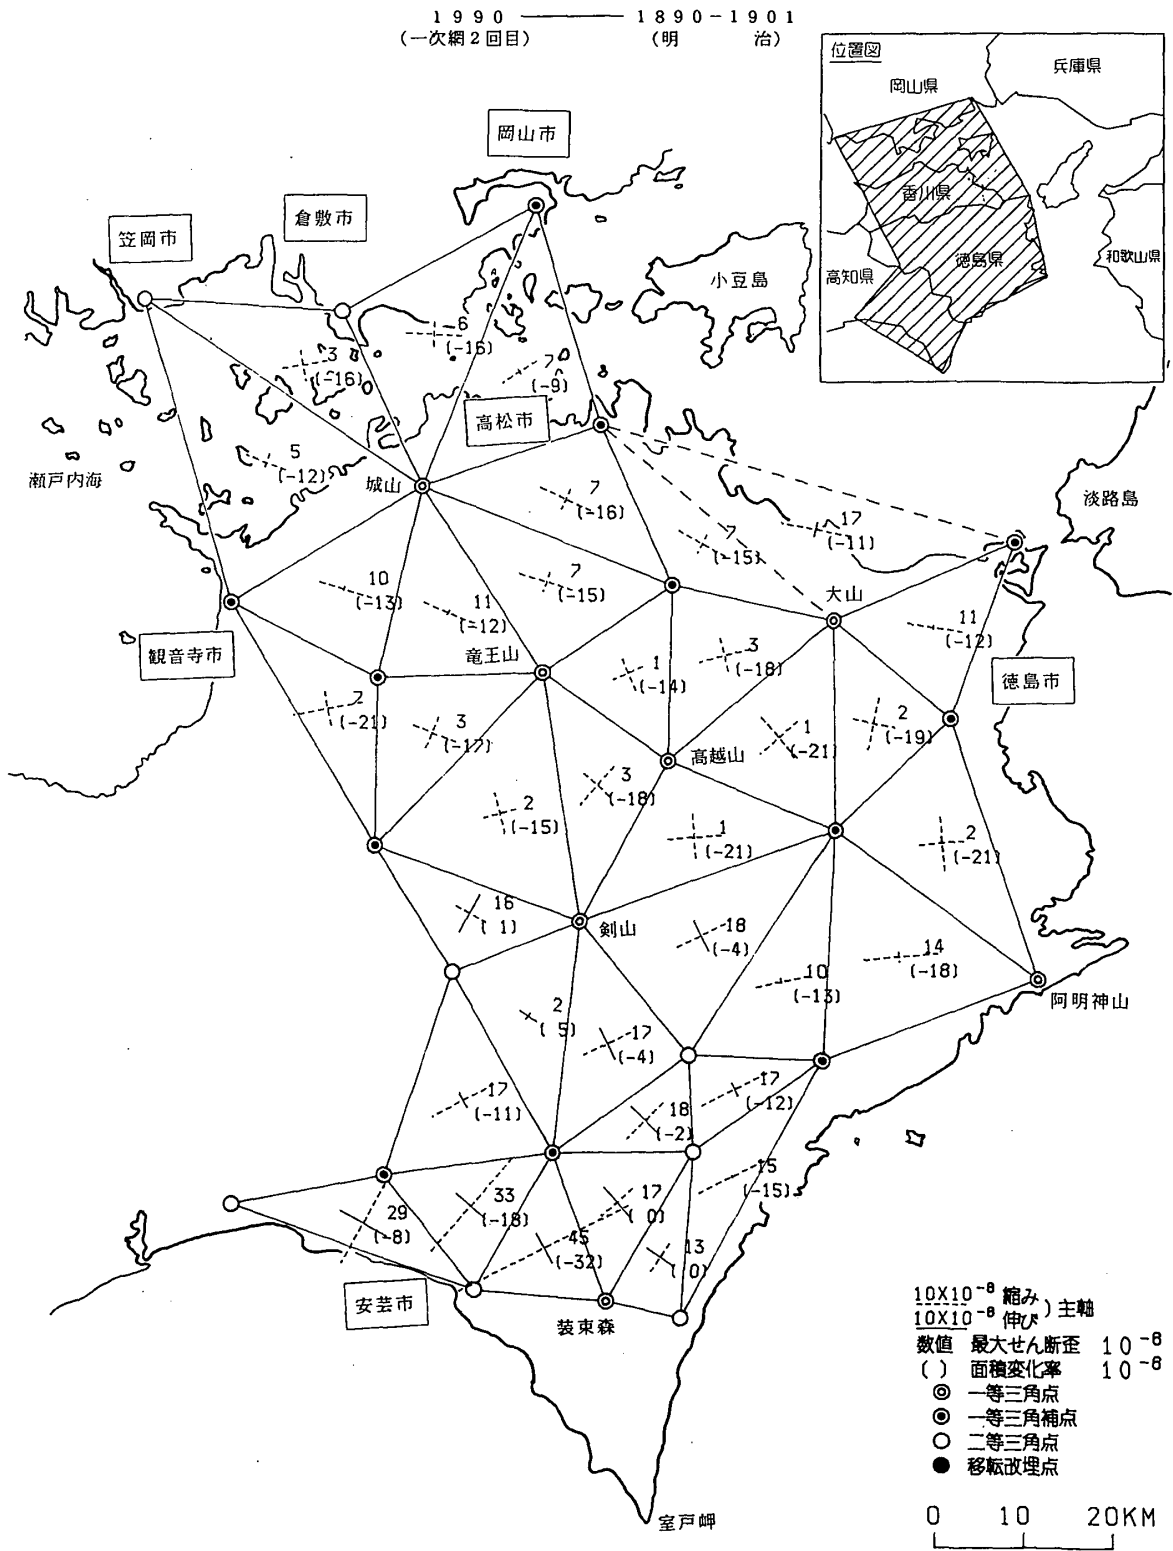 1990 ――――― 1890-1901
(一次網2回目) (明 治)
位置図
兵庫県
岡山県
香川県
徳島県
高知県
和歌山県
岡山市
倉敷市
笠岡市
小豆島
6
(-16)
3
(-16)
7
(-9)
高松市
5
(-12)
瀬戸内海
城山
7
(-16)
17
(-11)
淡路島
7
(-15)
10
(-13)
7
(-15)
大山
11
(-12)
11
(-12)
観音寺市
竜王山
3
(-18)
1
(-14)
徳島市
2
(-21)
3
(-17)
2
(-19)
1
(-21)
高越山
3
(-18)
2
(-15)
1
(-21)
2
(-21)
16
( 1)
剣山
18
(-4)
14
(-18)
10
(-13)
阿明神山
2
( 5)
17
(-4)
17
(-11)
17
(-12)
18
(-2)
15
(-15)
33
(-18)
17
( 0)
29
(-8)
45
(-32)
13
( 0)
安芸市
装束森
室戸岬
10X10⁻⁸ 縮み
10X10⁻⁸ 伸び ) 主軸
数値 最大せん断歪 10⁻⁸
( ) 面積変化率 10⁻⁸
◎ 一等三角点
一等三角補点
○ 二等三角点
● 移転改埋点
0 10 20KM